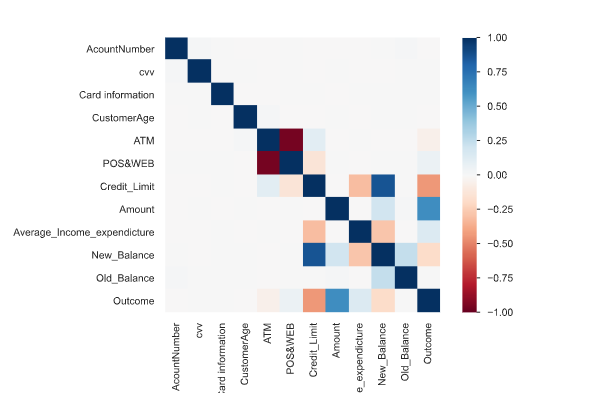 AcountNumber
cvv
Card information
CustomerAge
ATM
POS&WEB
Credit_Limit
Amount
Average_Income_expendicture
New_Balance
Old_Balance
Outcome
1.00
0.75
0.50
0.25
0.00
−0.25
−0.50
−0.75
−1.00
AcountNumber
cvv
Card information
CustomerAge
ATM
POS&WEB
Credit_Limit
Amount
e_expendicture
New_Balance
Old_Balance
Outcome